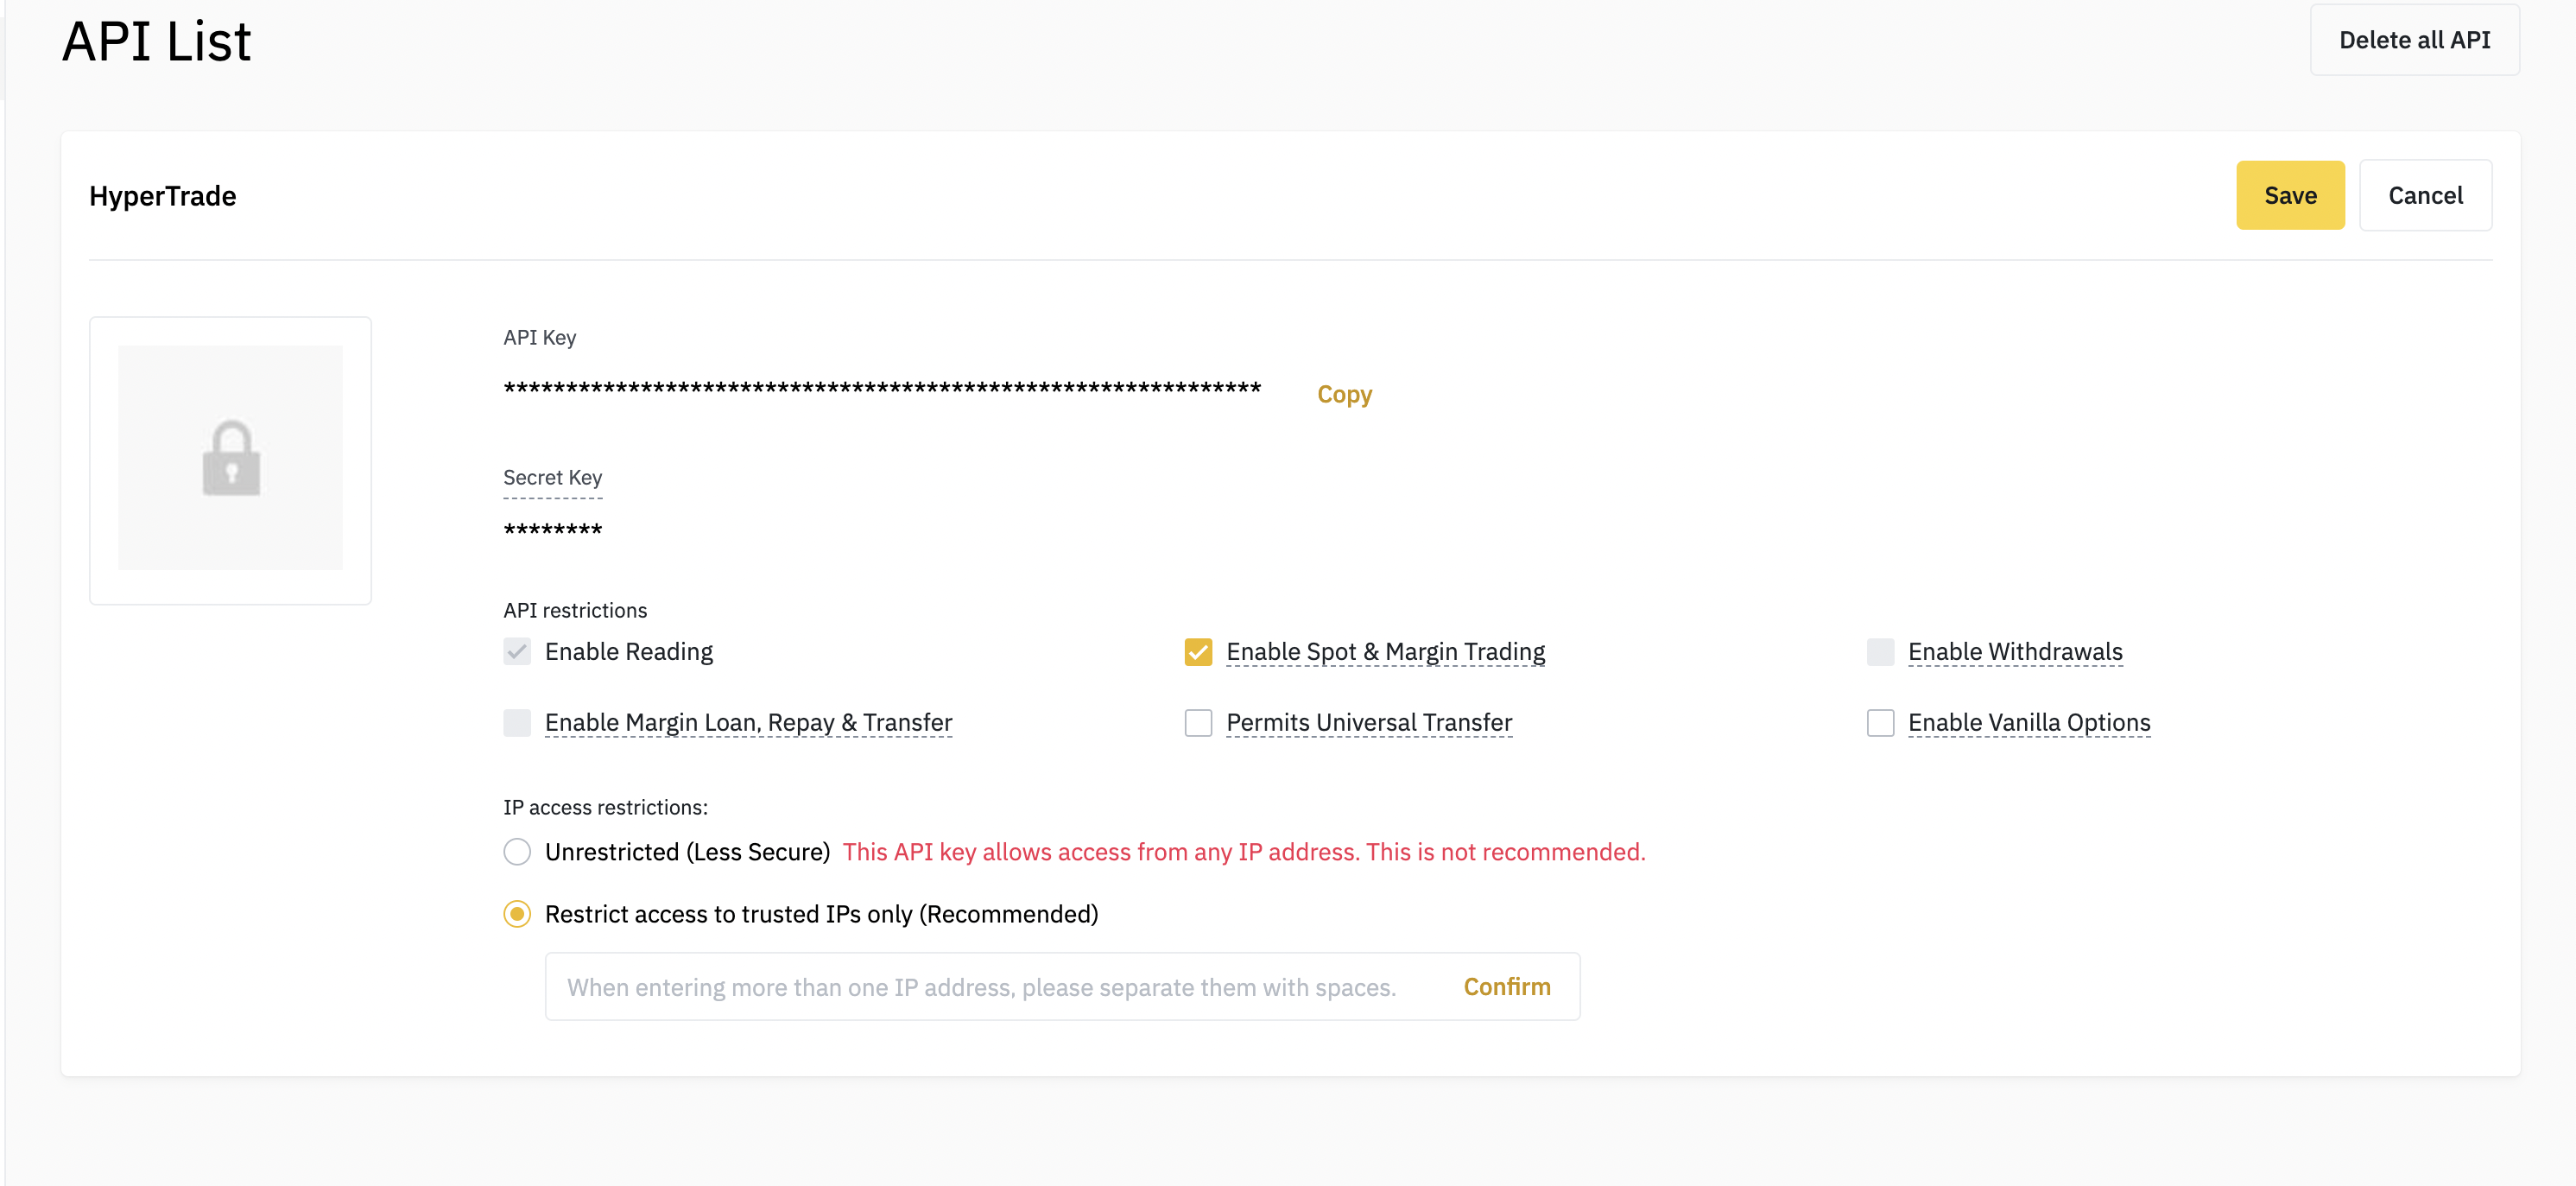 API List
Delete all API
HyperTrade
Save
Cancel
API Key
*************************************************************
Copy
Secret Key
********
API restrictions
Enable Reading
Enable Spot & Margin Trading
Enable Withdrawals
Enable Margin Loan, Repay & Transfer
Permits Universal Transfer
Enable Vanilla Options
IP access restrictions:
Unrestricted (Less Secure) This API key allows access from any IP address. This is not recommended.
Restrict access to trusted IPs only (Recommended)
When entering more than one IP address, please separate them with spaces.
Confirm